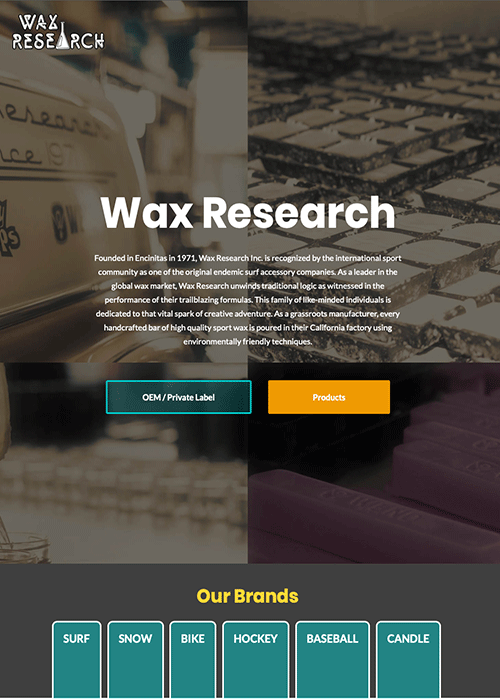 WAX
RESEARCH
Research
Wax Research
Founded in Encinitas in 1971, Wax Research Inc. is recognized by the international sport
community as one of the original endemic surf accessory companies. As a leader in the
global wax market, Wax Research unwinds traditional logic as witnessed in the
performance of their trailblazing formulas. This family of like-minded individuals is
dedicated to that vital spark of creative adventure. As a grassroots manufacturer, every
handcrafted bar of high quality sport wax is poured in their California factory using
environmentally friendly techniques.
OEM / Private Label
Products
Our Brands
SURF
SNOW
BIKE
HOCKEY
BASEBALL
CANDLE